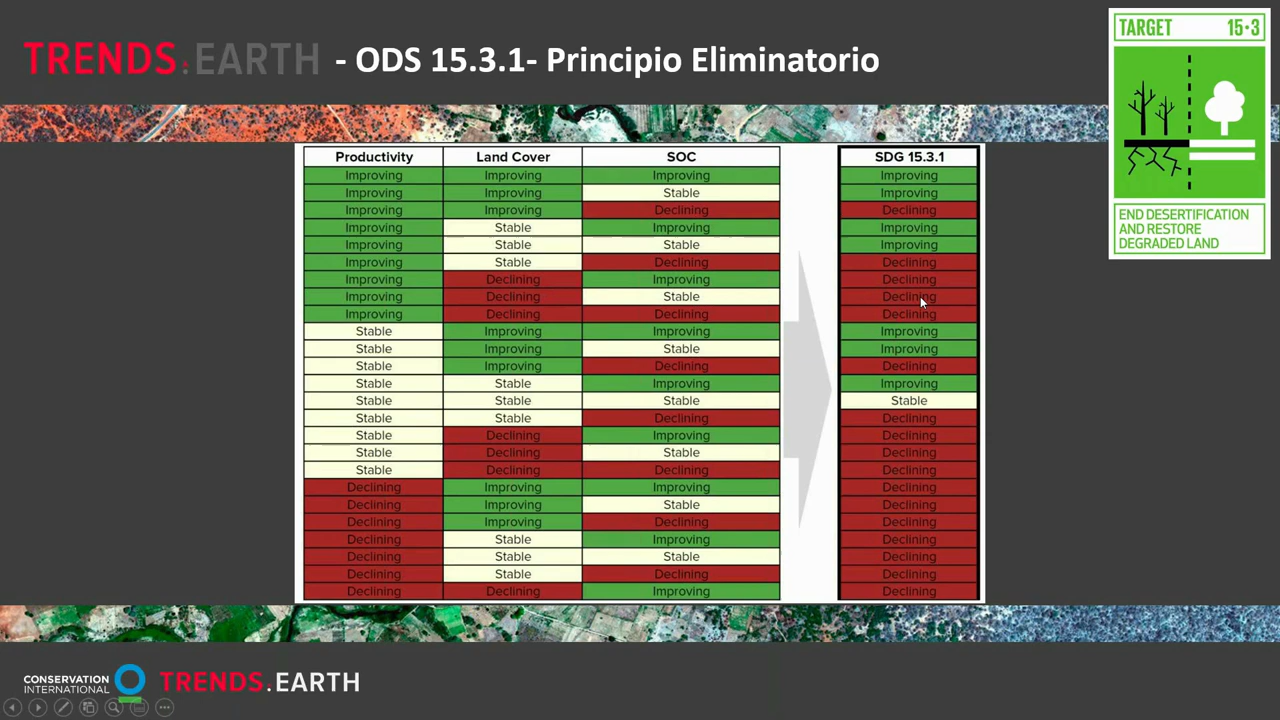 TRENDS.EARTH - ODS 15.3.1- Principio Eliminatorio
TARGET 15·3
END DESERTIFICATION
AND RESTORE
DEGRADED LAND
Productivity Land Cover SOC SDG 15.3.1
Improving Improving Improving Improving
Improving Improving Stable Improving
Improving Improving Declining Declining
Improving Stable Improving Improving
Improving Stable Stable Improving
Improving Stable Declining Declining
Improving Declining Improving Declining
Improving Declining Stable Declining
Improving Declining Declining Declining
Stable Improving Improving Improving
Stable Improving Stable Improving
Stable Improving Declining Declining
Stable Stable Improving Improving
Stable Stable Stable Stable
Stable Stable Declining Declining
Stable Declining Improving Declining
Stable Declining Stable Declining
Stable Declining Declining Declining
Declining Improving Improving Declining
Declining Improving Stable Declining
Declining Improving Declining Declining
Declining Stable Improving Declining
Declining Stable Stable Declining
Declining Stable Declining Declining
Declining Declining Improving Declining
CONSERVATION
INTERNATIONAL
TRENDS.EARTH